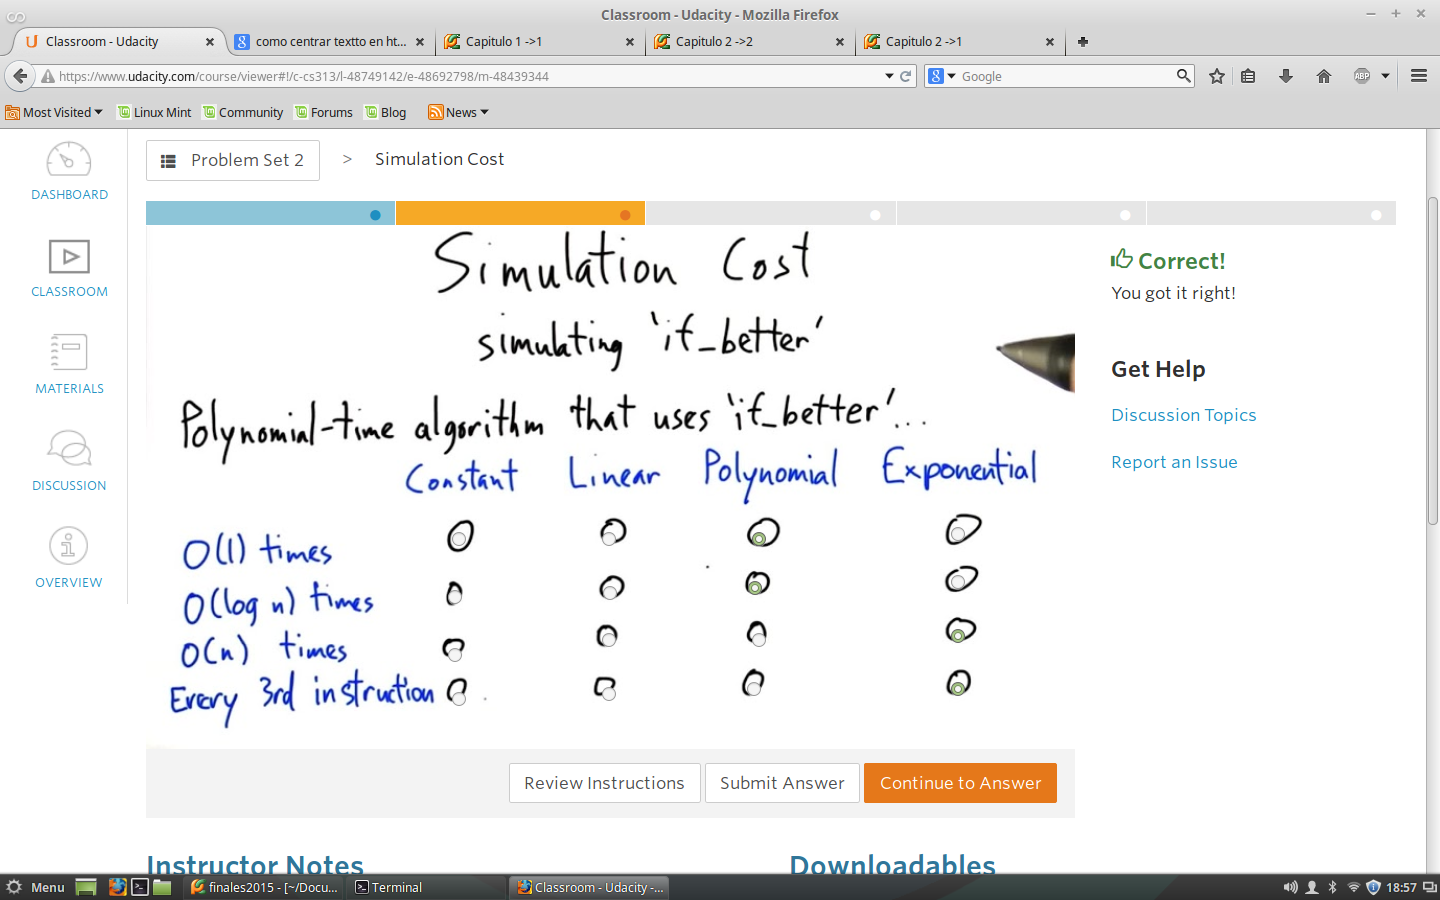 Classroom - Udacity - Mozilla Firefox
Classroom - Udacity
como centrar textto en ht...
Capitulo 1 ->1
Capitulo 2 ->2
Capitulo 2 ->1
https://www.udacity.com/course/viewer#!/c-cs313/l-48749142/e-48692798/m-48439344
Google
ABP
Most Visited
Linux Mint
Community
Forums
Blog
News
DASHBOARD
CLASSROOM
MATERIALS
DISCUSSION
OVERVIEW
Problem Set 2 > Simulation Cost
Simulation Cost
simulating 'if_better'
Polynomial-time algorithm that uses 'if_better'...
Constant Linear Polynomial Exponential
O(1) times
O(log n) times
O(n) times
Every 3rd instruction
Correct!
You got it right!
Get Help
Discussion Topics
Report an Issue
Review Instructions
Submit Answer
Continue to Answer
Instructor Notes
Downloadables
Menu
finales2015 - [~/Docu...
Terminal
Classroom - Udacity -...
18:57